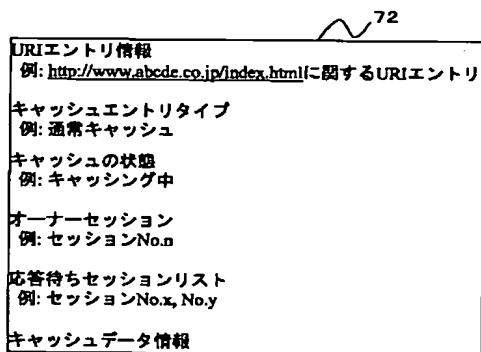 72
URIエントリ情報
例: http://www.abcde.co.jp/index.htmlに関するURIエントリ
キャッシュエントリタイプ
例: 通常キャッシュ
キャッシュの状態
例: キャッシング中
オーナーセッション
例: セッションNo.n
応答待ちセッションリスト
例: セッションNo.x, No.y
キャッシュデータ情報